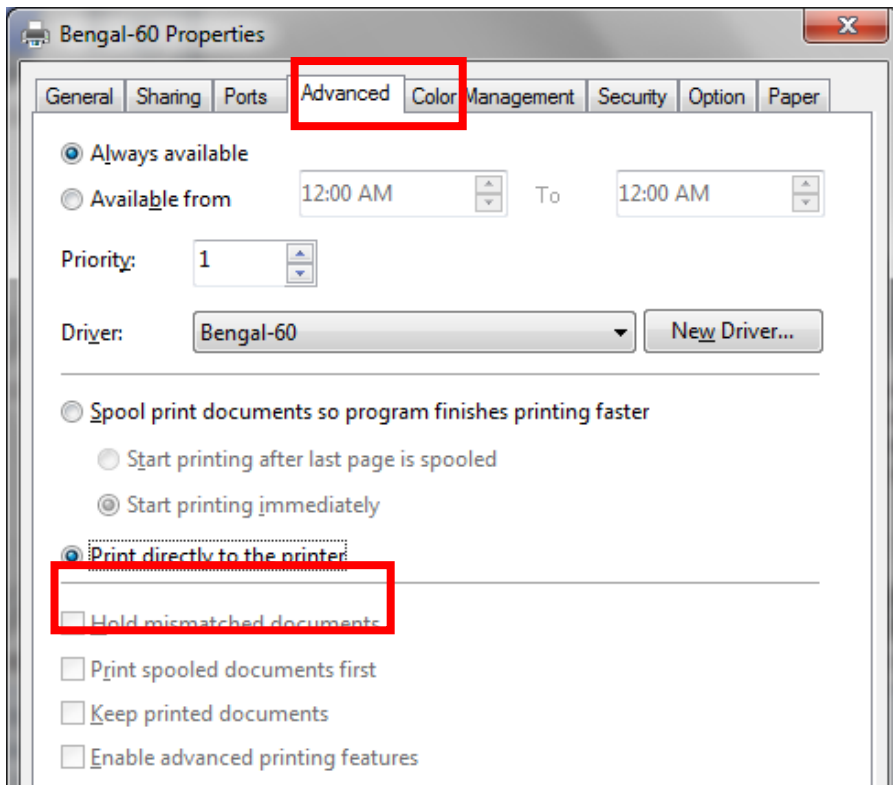 Bengal-60 Properties
General Sharing Ports Advanced Color Management Security Option Paper
Always available
Available from 12:00 AM To 12:00 AM
Priority: 1
Driver: Bengal-60 New Driver...
Spool print documents so program finishes printing faster
Start printing after last page is spooled
Start printing immediately
Print directly to the printer
Hold mismatched documents
Print spooled documents first
Keep printed documents
Enable advanced printing features